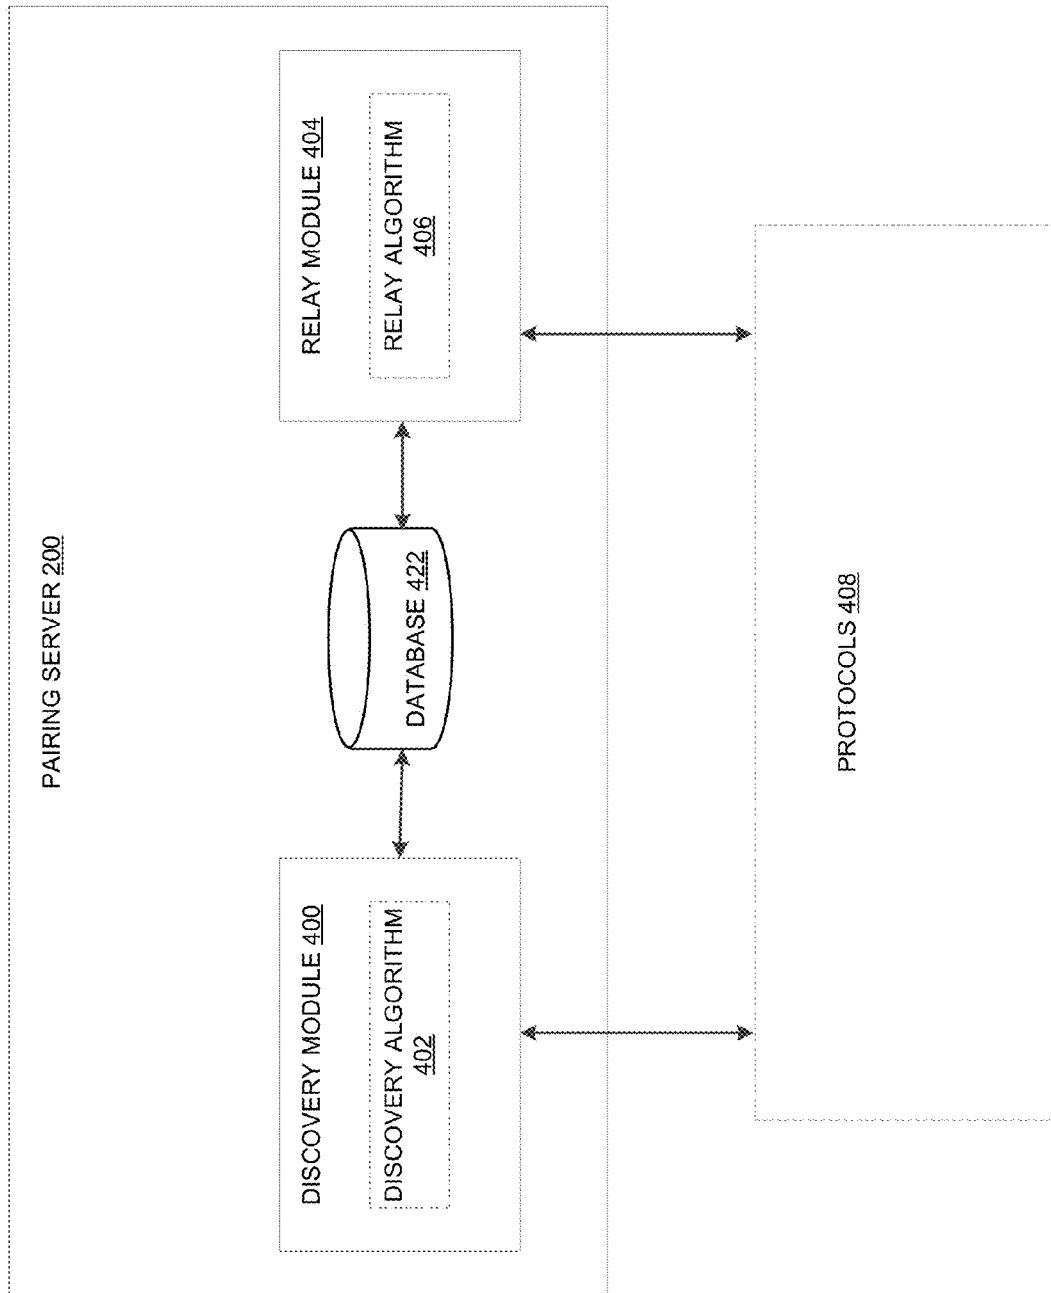 PAIRING SERVER 200
DISCOVERY MODULE 400
DISCOVERY ALGORITHM
402
DATABASE 422
RELAY MODULE 404
RELAY ALGORITHM
406
PROTOCOLS 408